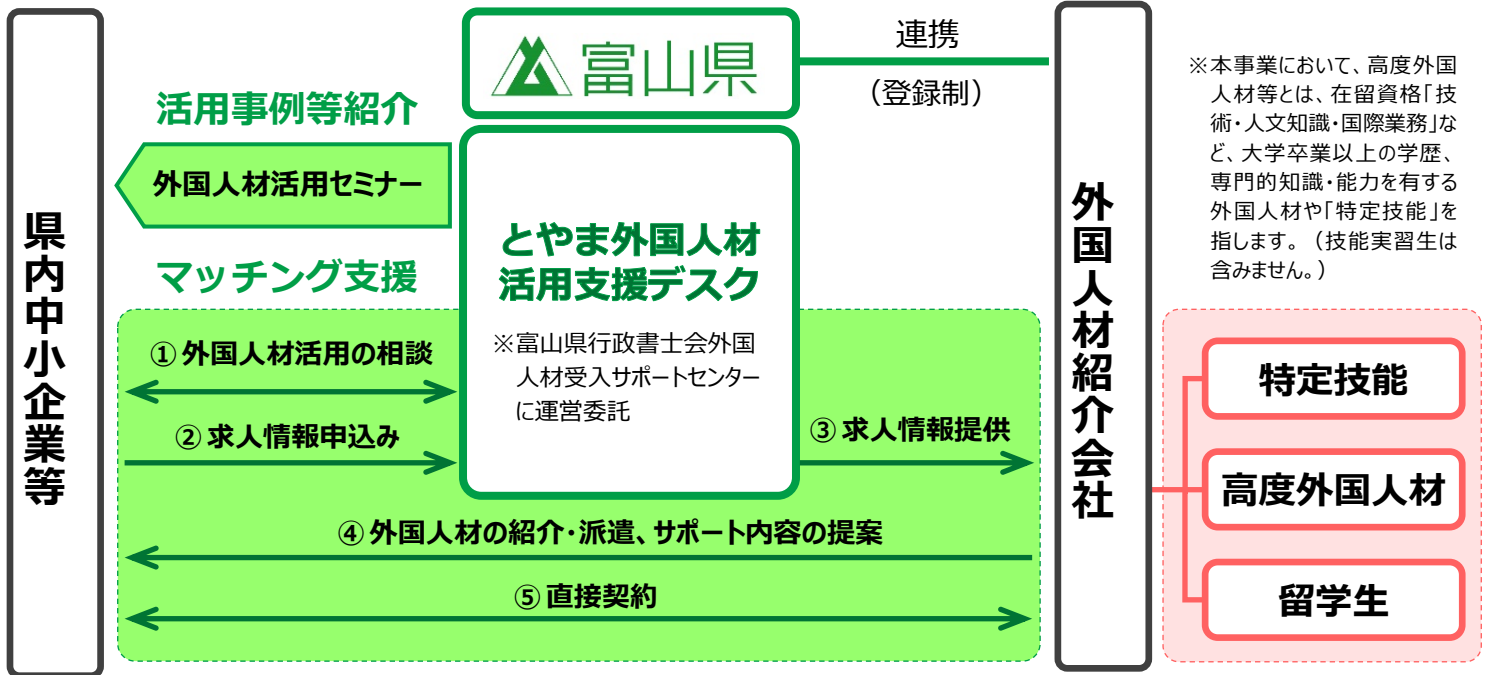 県内中小企業等
活用事例等紹介
外国人材活用セミナー
マッチング支援
①外国人材活用の相談
②求人情報申込み
富山県
とやま外国人材
活用支援デスク
※富山県行政書士会外国
人材受入サポートセンター
に運営委託
連携
（登録制）
③求人情報提供
④外国人材の紹介・派遣、サポート内容の提案
⑤直接契約
外国人材紹介会社
※本事業において、高度外国
人材等とは、在留資格「技
術・人文知識・国際業務」な
ど、大学卒業以上の学歴、
専門的知識・能力を有する
外国人材や「特定技能」を
指します。（技能実習生は
含みません。）
特定技能
高度外国人材
留学生